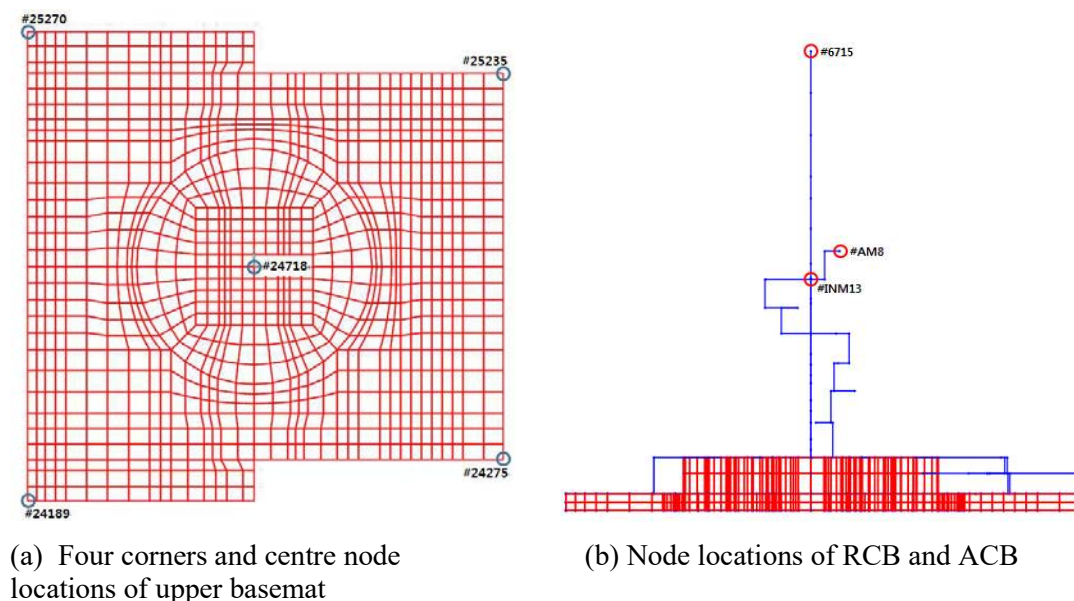 #25270
#25235
#24718
#24275
#24189
#6715
#AM8
#INM13
(a) Four corners and centre node
locations of upper basemat
(b) Node locations of RCB and ACB